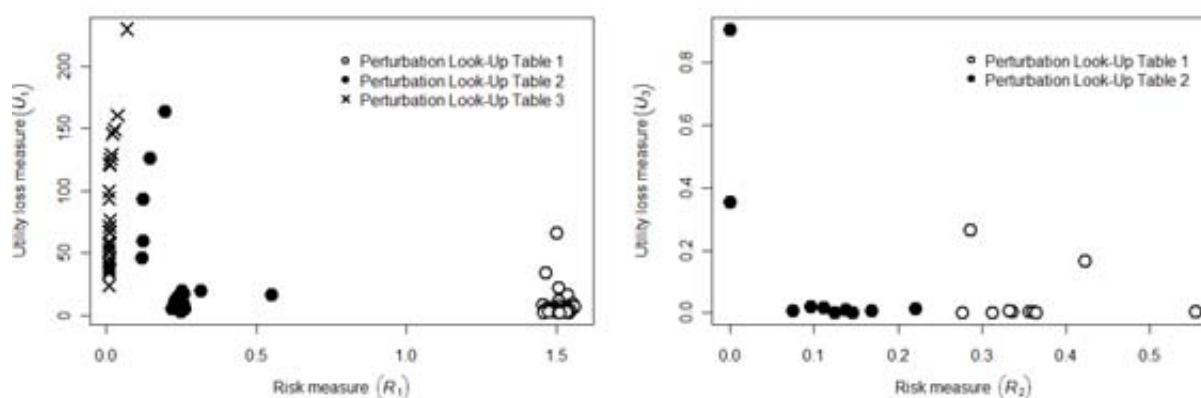 Utility loss measure (U₁)
200
150
100
50
0
Perturbation Look-Up Table 1
Perturbation Look-Up Table 2
Perturbation Look-Up Table 3
0.0 0.5 1.0 1.5
Risk measure (R₁)
Utility loss measure
0.8
0.6
0.4
0.2
0.0
Perturbation Look-Up Table 1
Perturbation Look-Up Table 2
0.0 0.1 0.2 0.3 0.4 0.5
Risk measure (R₂)